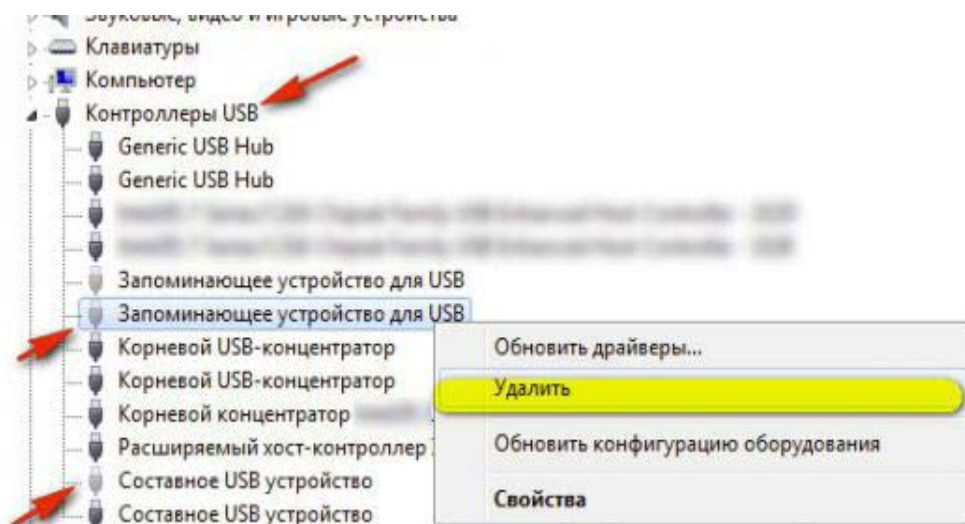 Звуковые, видео и игровые устройства
Клавиатуры
Компьютер
Контроллеры USB
Generic USB Hub
Generic USB Hub
Запоминающее устройство для USB
Запоминающее устройство для USB
Корневой USB-концентратор
Корневой USB-концентратор
Корневой концентратор
Расширяемый хост-контроллер
Составное USB устройство
Составное USB устройство
Обновить драйверы...
Удалить
Обновить конфигурацию оборудования
Свойства